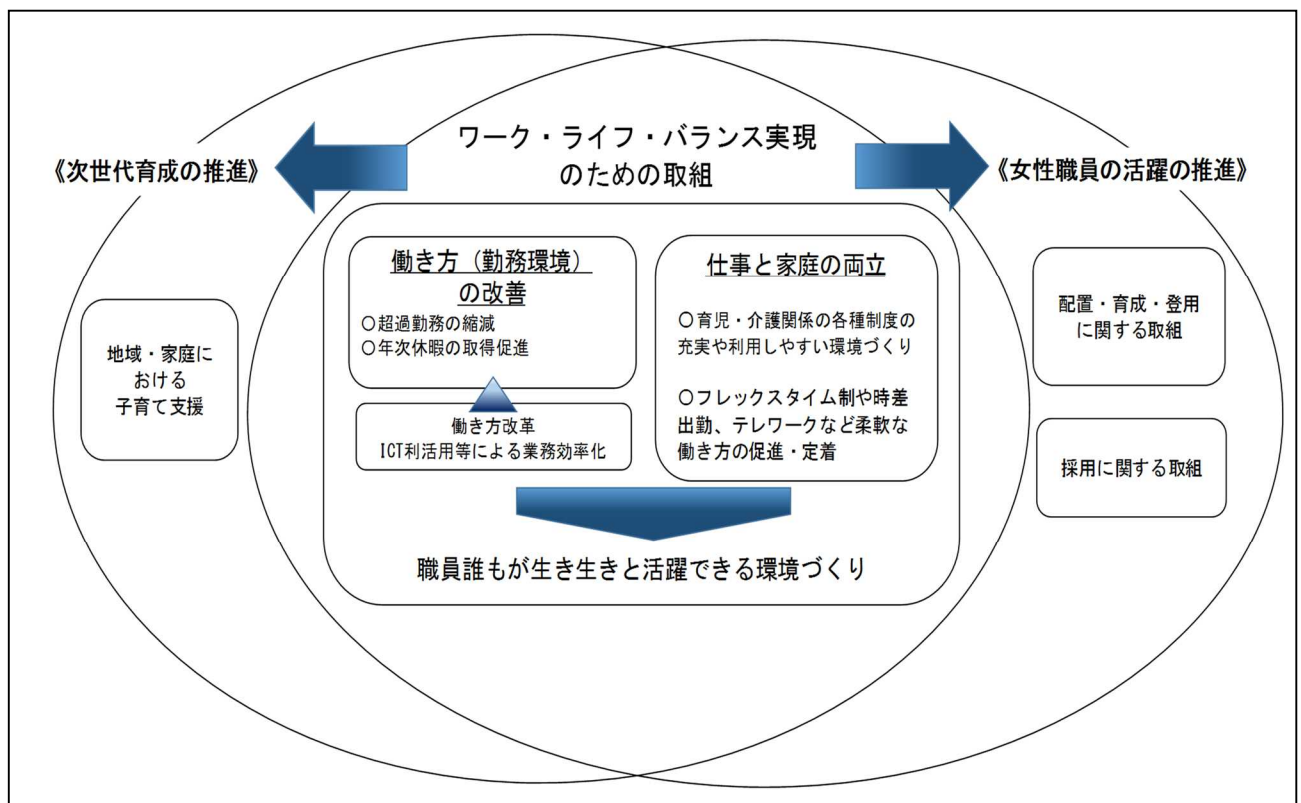 ワーク・ライフ・バランス実現
のための取組
《次世代育成の推進》
《女性職員の活躍の推進》
地域・家庭に
おける
子育て支援
働き方（勤務環境）
の改善
○超過勤務の縮減
○年次休暇の取得促進
働き方改革
ICT利活用等による業務効率化
仕事と家庭の両立
○育児・介護関係の各種制度の
充実や利用しやすい環境づくり
○フレックスタイム制や時差
出勤、テレワークなど柔軟な
働き方の促進・定着
職員誰もが生き生きと活躍できる環境づくり
配置・育成・登用
に関する取組
採用に関する取組